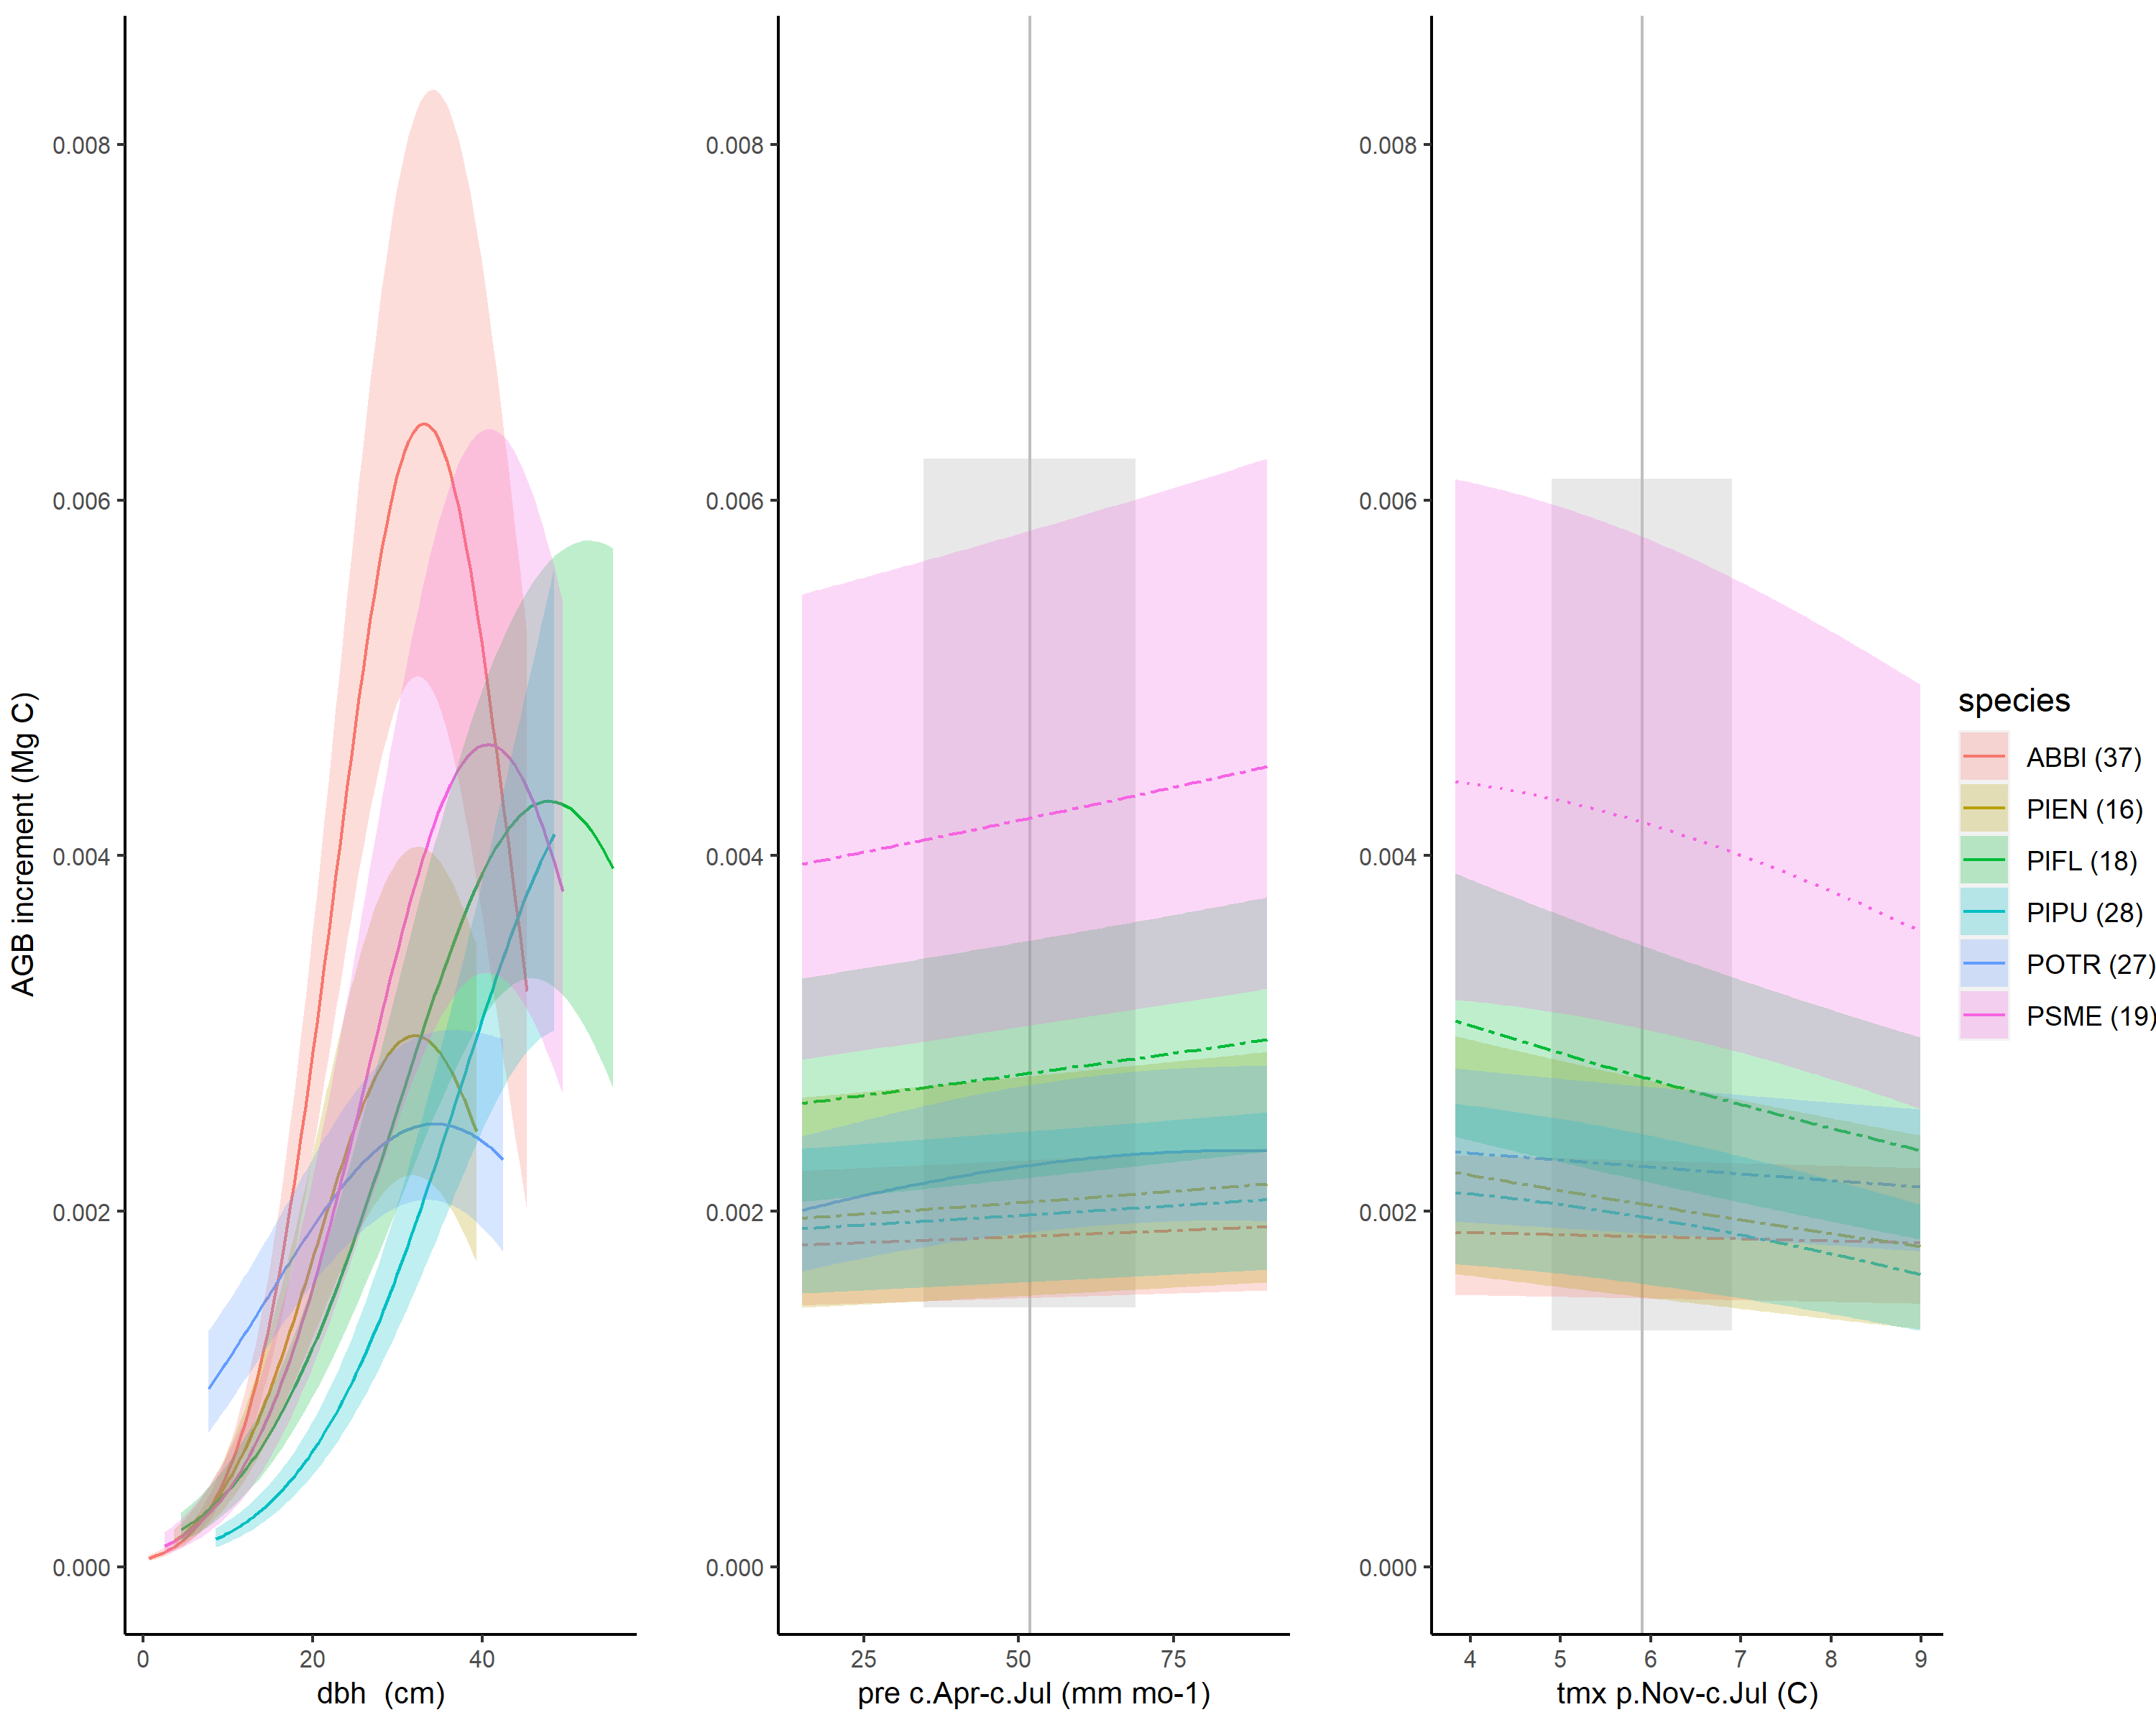 AGB increment (Mg C)
0.008
0.006
0.004
0.002
0.000
0 20 40
dbh  (cm)
0.008
0.006
0.004
0.002
0.000
25 50 75
pre c.Apr-c.Jul (mm mo-1)
0.008
0.006
0.004
0.002
0.000
4 5 6 7 8 9
tmx p.Nov-c.Jul (C)
species
ABBI (37)
PIEN (16)
PIFL (18)
PIPU (28)
POTR (27)
PSME (19)